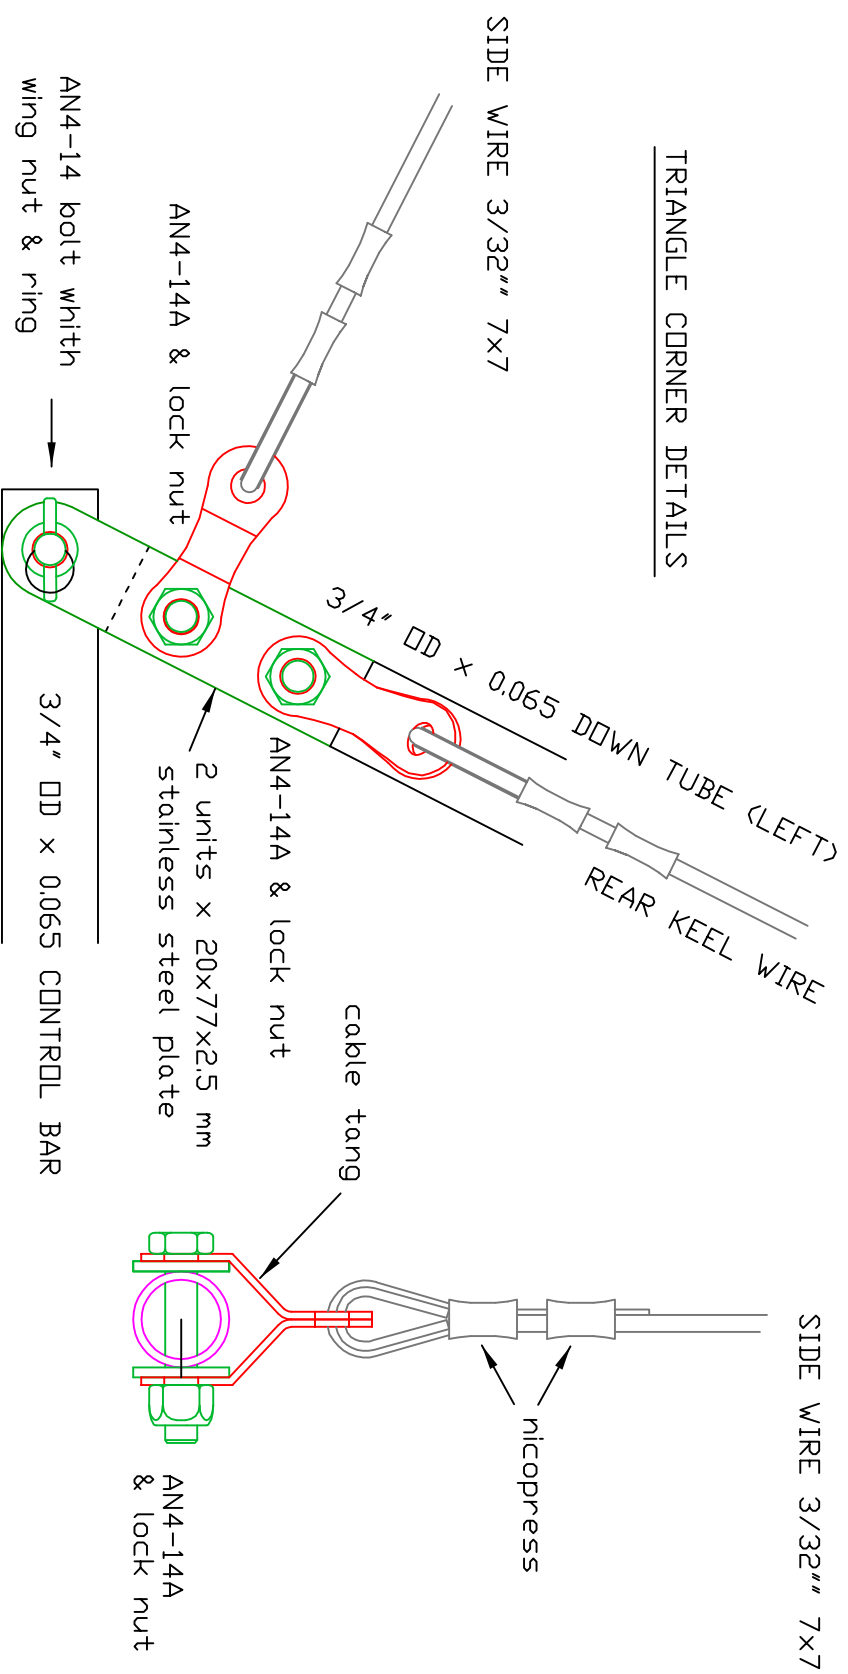 TRIANGLE CORNER DETAILS
SIDE WIRE 3/32"" 7x7
AN4-14A & lock nut
AN4-14 bolt whith
wing nut & ring
3/4" OD x 0.065 DOWN TUBE (LEFT)
REAR KEEL WIRE
AN4-14A & lock nut
2 units x 20x77x2.5 mm
stainless steel plate
3/4" OD x 0.065 CONTROL BAR
cable tang
SIDE WIRE 3/32"" 7x7
nicopress
AN4-14A
& lock nut